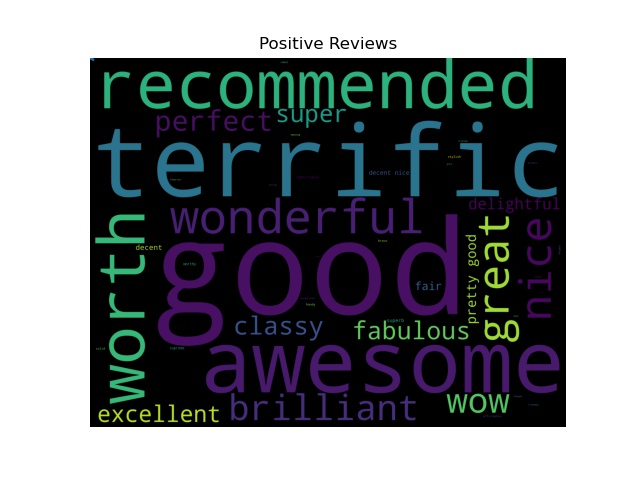 Positive Reviews
recommended
perfect
super
terrific
decent nice
delightful
wonderful
worth
good
decent
fair
pretty good
great
nice
classy
superb
fabulous
awesome
excellent
brilliant
wow